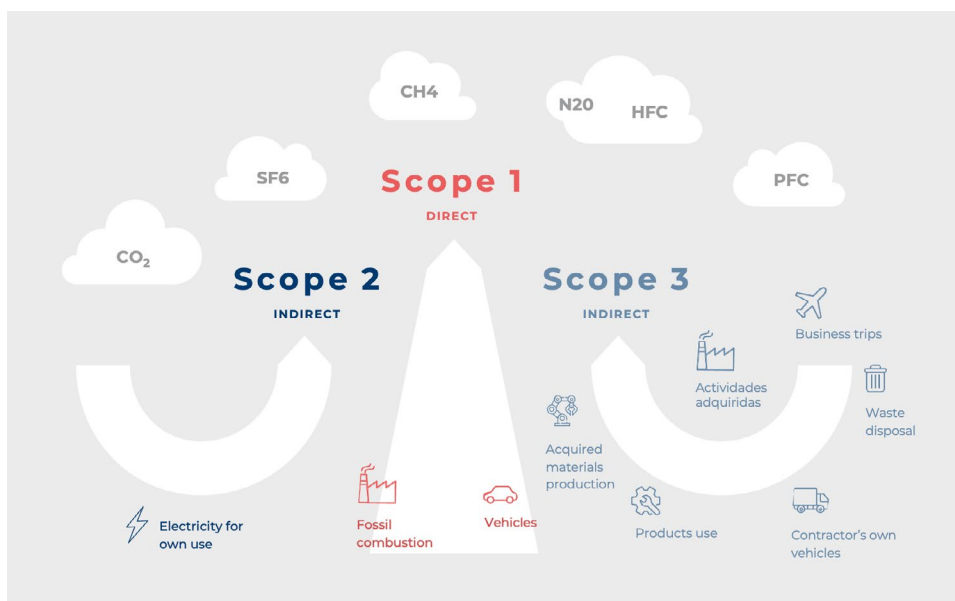 CH4
N20
HFC
SF6
PFC
CO₂
Scope 1
DIRECT
Scope 2
INDIRECT
Scope 3
INDIRECT
Business trips
Actividades
adquiridas
Waste
disposal
Acquired
materials
production
Products use
Contractor's own
vehicles
Fossil
combustion
Vehicles
Electricity for
own use